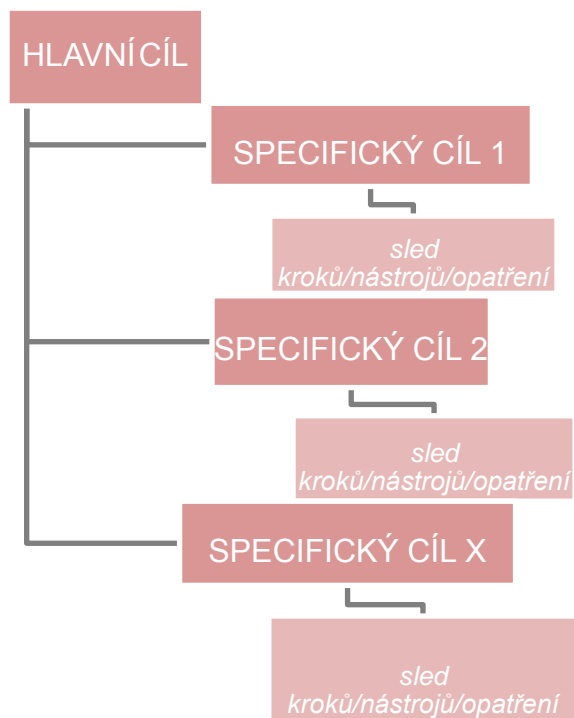 HLAVNÍ CÍL
SPECIFICKÝ CÍL 1
sled
kroků/nástrojů/opatření
SPECIFICKÝ CÍL 2
sled
kroků/nástrojů/opatření
SPECIFICKÝ CÍL X
sled
kroků/nástrojů/opatření